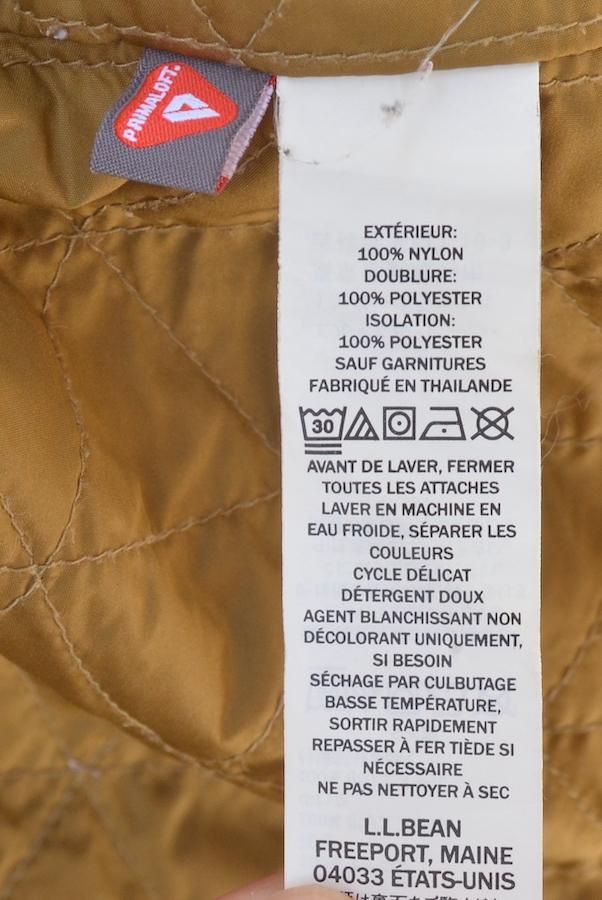 PRIMALOFT
EXTÉRIEUR:
100% NYLON
DOUBLURE:
100% POLYESTER
ISOLATION:
100% POLYESTER
SAUF GARNITURES
FABRIQUÉ EN THAILANDE
30
AVANT DE LAVER, FERMER
TOUTES LES ATTACHES
LAVER EN MACHINE EN
EAU FROIDE, SÉPARER LES
COULEURS
CYCLE DÉLICAT
DÉTERGENT DOUX
AGENT BLANCHISSANT NON
DÉCOLORANT UNIQUEMENT,
SI BESOIN
SÉCHAGE PAR CULBUTAGE
BASSE TEMPÉRATURE,
SORTIR RAPIDEMENT
REPASSER À FER TIÈDE SI
NÉCESSAIRE
NE PAS NETTOYER À SEC
L.L.BEAN
FREEPORT, MAINE
04033 ÉTATS-UNIS